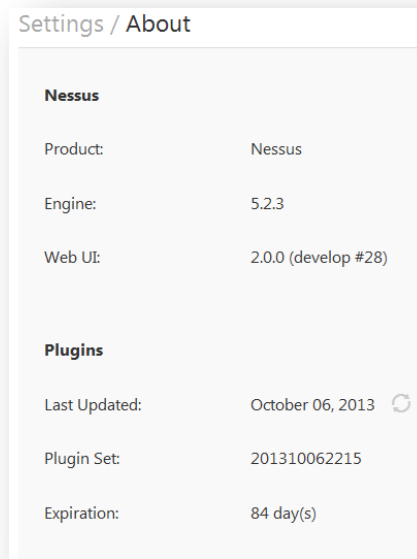 Settings / About
Nessus
Product: Nessus
Engine: 5.2.3
Web UI: 2.0.0 (develop #28)
Plugins
Last Updated: October 06, 2013
Plugin Set: 201310062215
Expiration: 84 day(s)